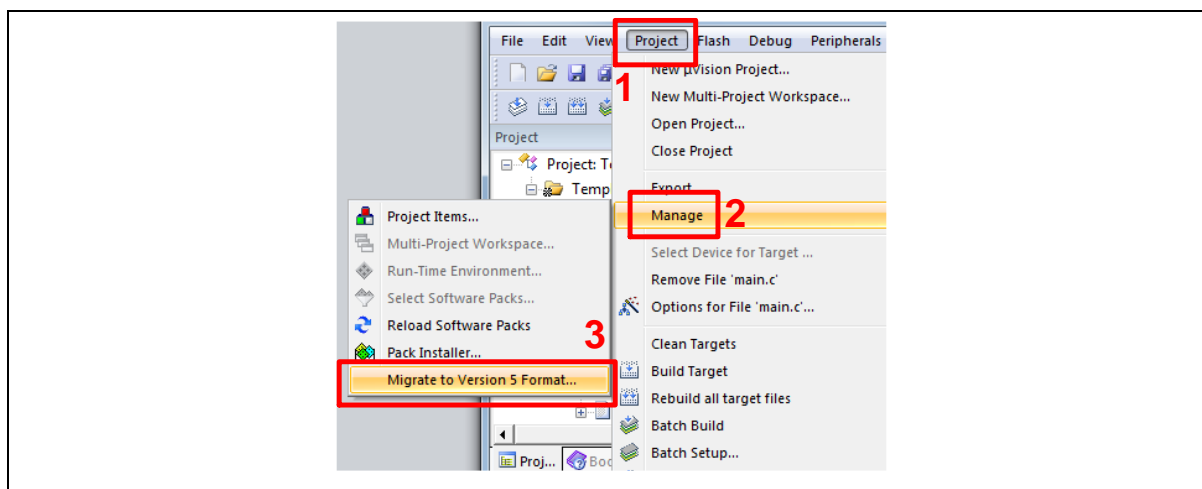 File Edit View Project Flash Debug Peripherals
1
New µVision Project...
New Multi-Project Workspace...
Open Project...
Close Project
Export
Manage
2
Select Device for Target ...
Remove File 'main.c'
Options for File 'main.c'...
Clean Targets
Build Target
Rebuild all target files
Batch Build
Batch Setup...
Project
Project:
Project Items...
Multi-Project Workspace...
Run-Time Environment...
Select Software Packs...
Reload Software Packs
3
Pack Installer...
Migrate to Version 5 Format...
Proj...